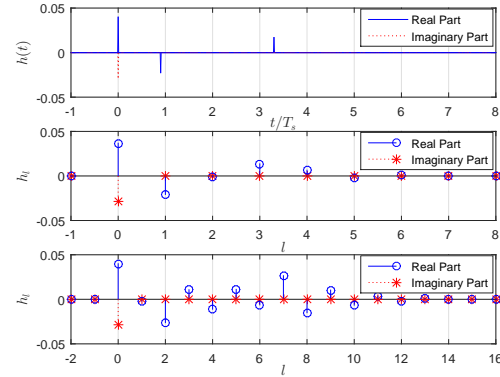 0.05
0
-0.05
h(t)
Real Part
Imaginary Part
-1 0 1 2 3 4 5 6 7 8
t/T_s
0.05
0
-0.05
h_l
Real Part
Imaginary Part
-1 0 1 2 3 4 5 6 7 8
l
0.05
0
-0.05
h_l
Real Part
Imaginary Part
-2 0 2 4 6 8 10 12 14 16
l